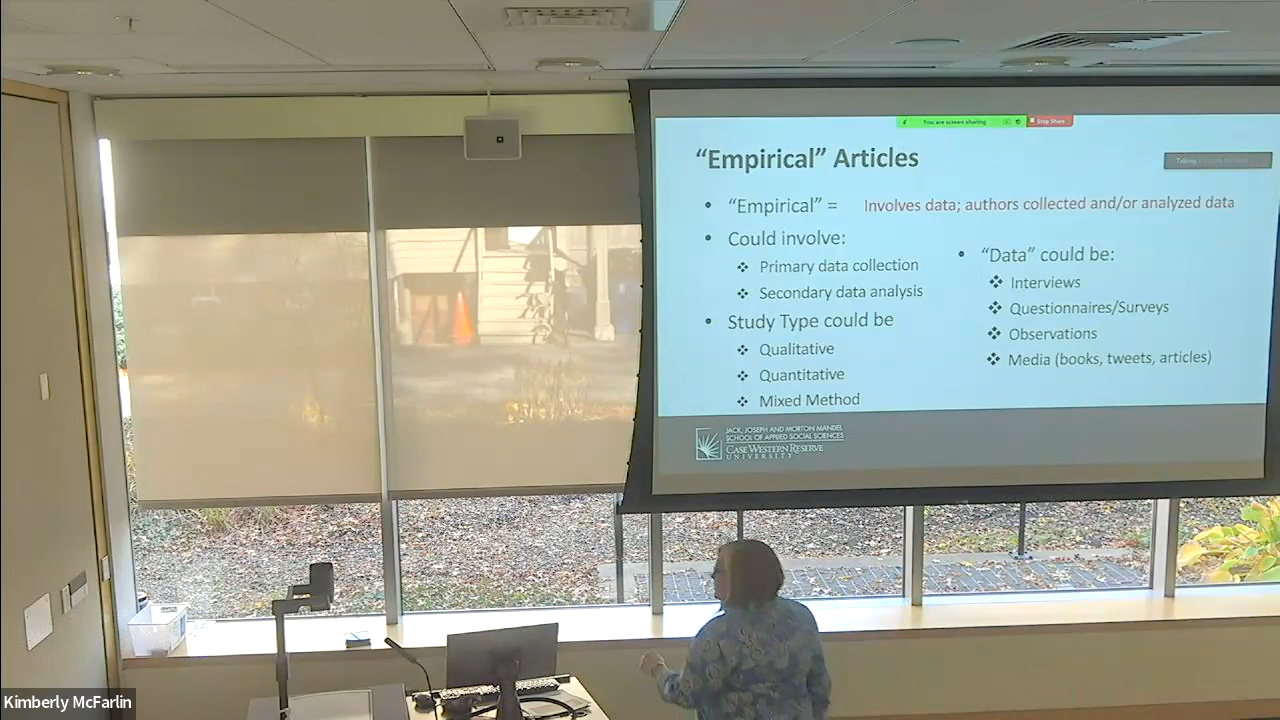 You are screen sharing
Stop Share
“Empirical” Articles
• “Empirical” = Involves data; authors collected and/or analyzed data
• Could involve:
❖ Primary data collection
❖ Secondary data analysis
• Study Type could be
❖ Qualitative
❖ Quantitative
❖ Mixed Method
• “Data” could be:
❖ Interviews
❖ Questionnaires/Surveys
❖ Observations
❖ Media (books, tweets, articles)
JACK, JOSEPH AND MORTON MANDEL
SCHOOL OF APPLIED SOCIAL SCIENCES
CASE WESTERN RESERVE
UNIVERSITY
Kimberly McFarlin